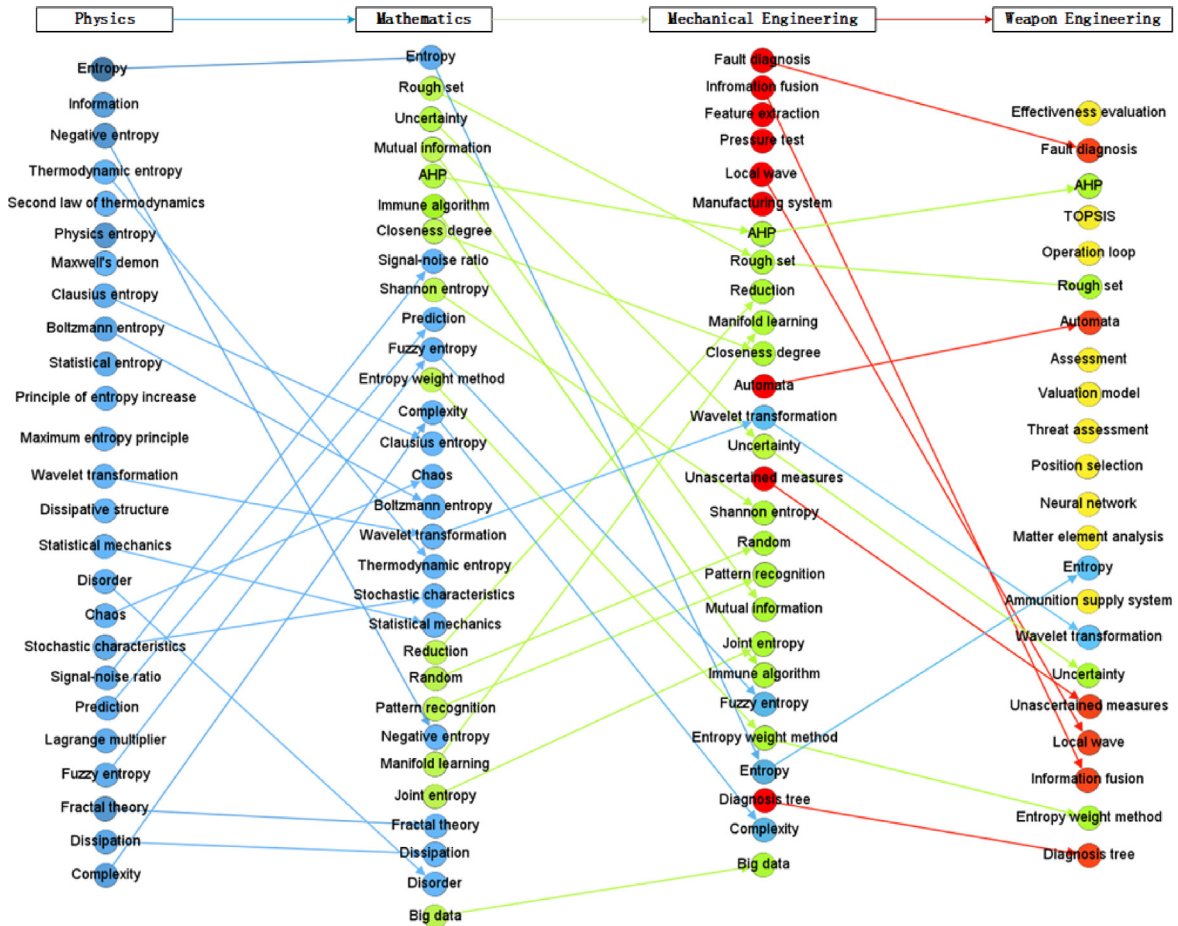 Physics
Mathematics
Mechanical Engineering
Weapon Engineering
Entropy
Information
Negative entropy
Thermodynamic entropy
Second law of thermodynamics
Physics entropy
Maxwell's demon
Clausius entropy
Boltzmann entropy
Statistical entropy
Principle of entropy increase
Maximum entropy principle
Wavelet transformation
Dissipative structure
Statistical mechanics
Disorder
Chaos
Stochastic characteristics
Signal-noise ratio
Prediction
Lagrange multiplier
Fuzzy entropy
Fractal theory
Dissipation
Complexity
Entropy
Rough set
Uncertainty
Mutual information
AHP
Immune algorithm
Closeness degree
Signal-noise ratio
Shannon entropy
Prediction
Fuzzy entropy
Entropy weight method
Complexity
Clausius entropy
Chaos
Boltzmann entropy
Wavelet transformation
Thermodynamic entropy
Stochastic characteristics
Statistical mechanics
Reduction
Random
Pattern recognition
Negative entropy
Manifold learning
Joint entropy
Fractal theory
Dissipation
Disorder
Big data
Fault diagnosis
Infromation fusion
Feature extraction
Pressure test
Local wave
Manufacturing system
AHP
Rough set
Reduction
Manifold learning
Closeness degree
Automata
Wavelet transformation
Uncertainty
Unascertained measures
Shannon entropy
Random
Pattern recognition
Mutual information
Joint entropy
Immune algorithm
Fuzzy entropy
Entropy weight method
Entropy
Diagnosis tree
Complexity
Big data
Effectiveness evaluation
Fault diagnosis
AHP
TOPSIS
Operation loop
Rough set
Automata
Assessment
Valuation model
Threat assessment
Position selection
Neural network
Matter element analysis
Entropy
Ammunition supply system
Wavelet transformation
Uncertainty
Unascertained measures
Local wave
Information fusion
Entropy weight method
Diagnosis tree